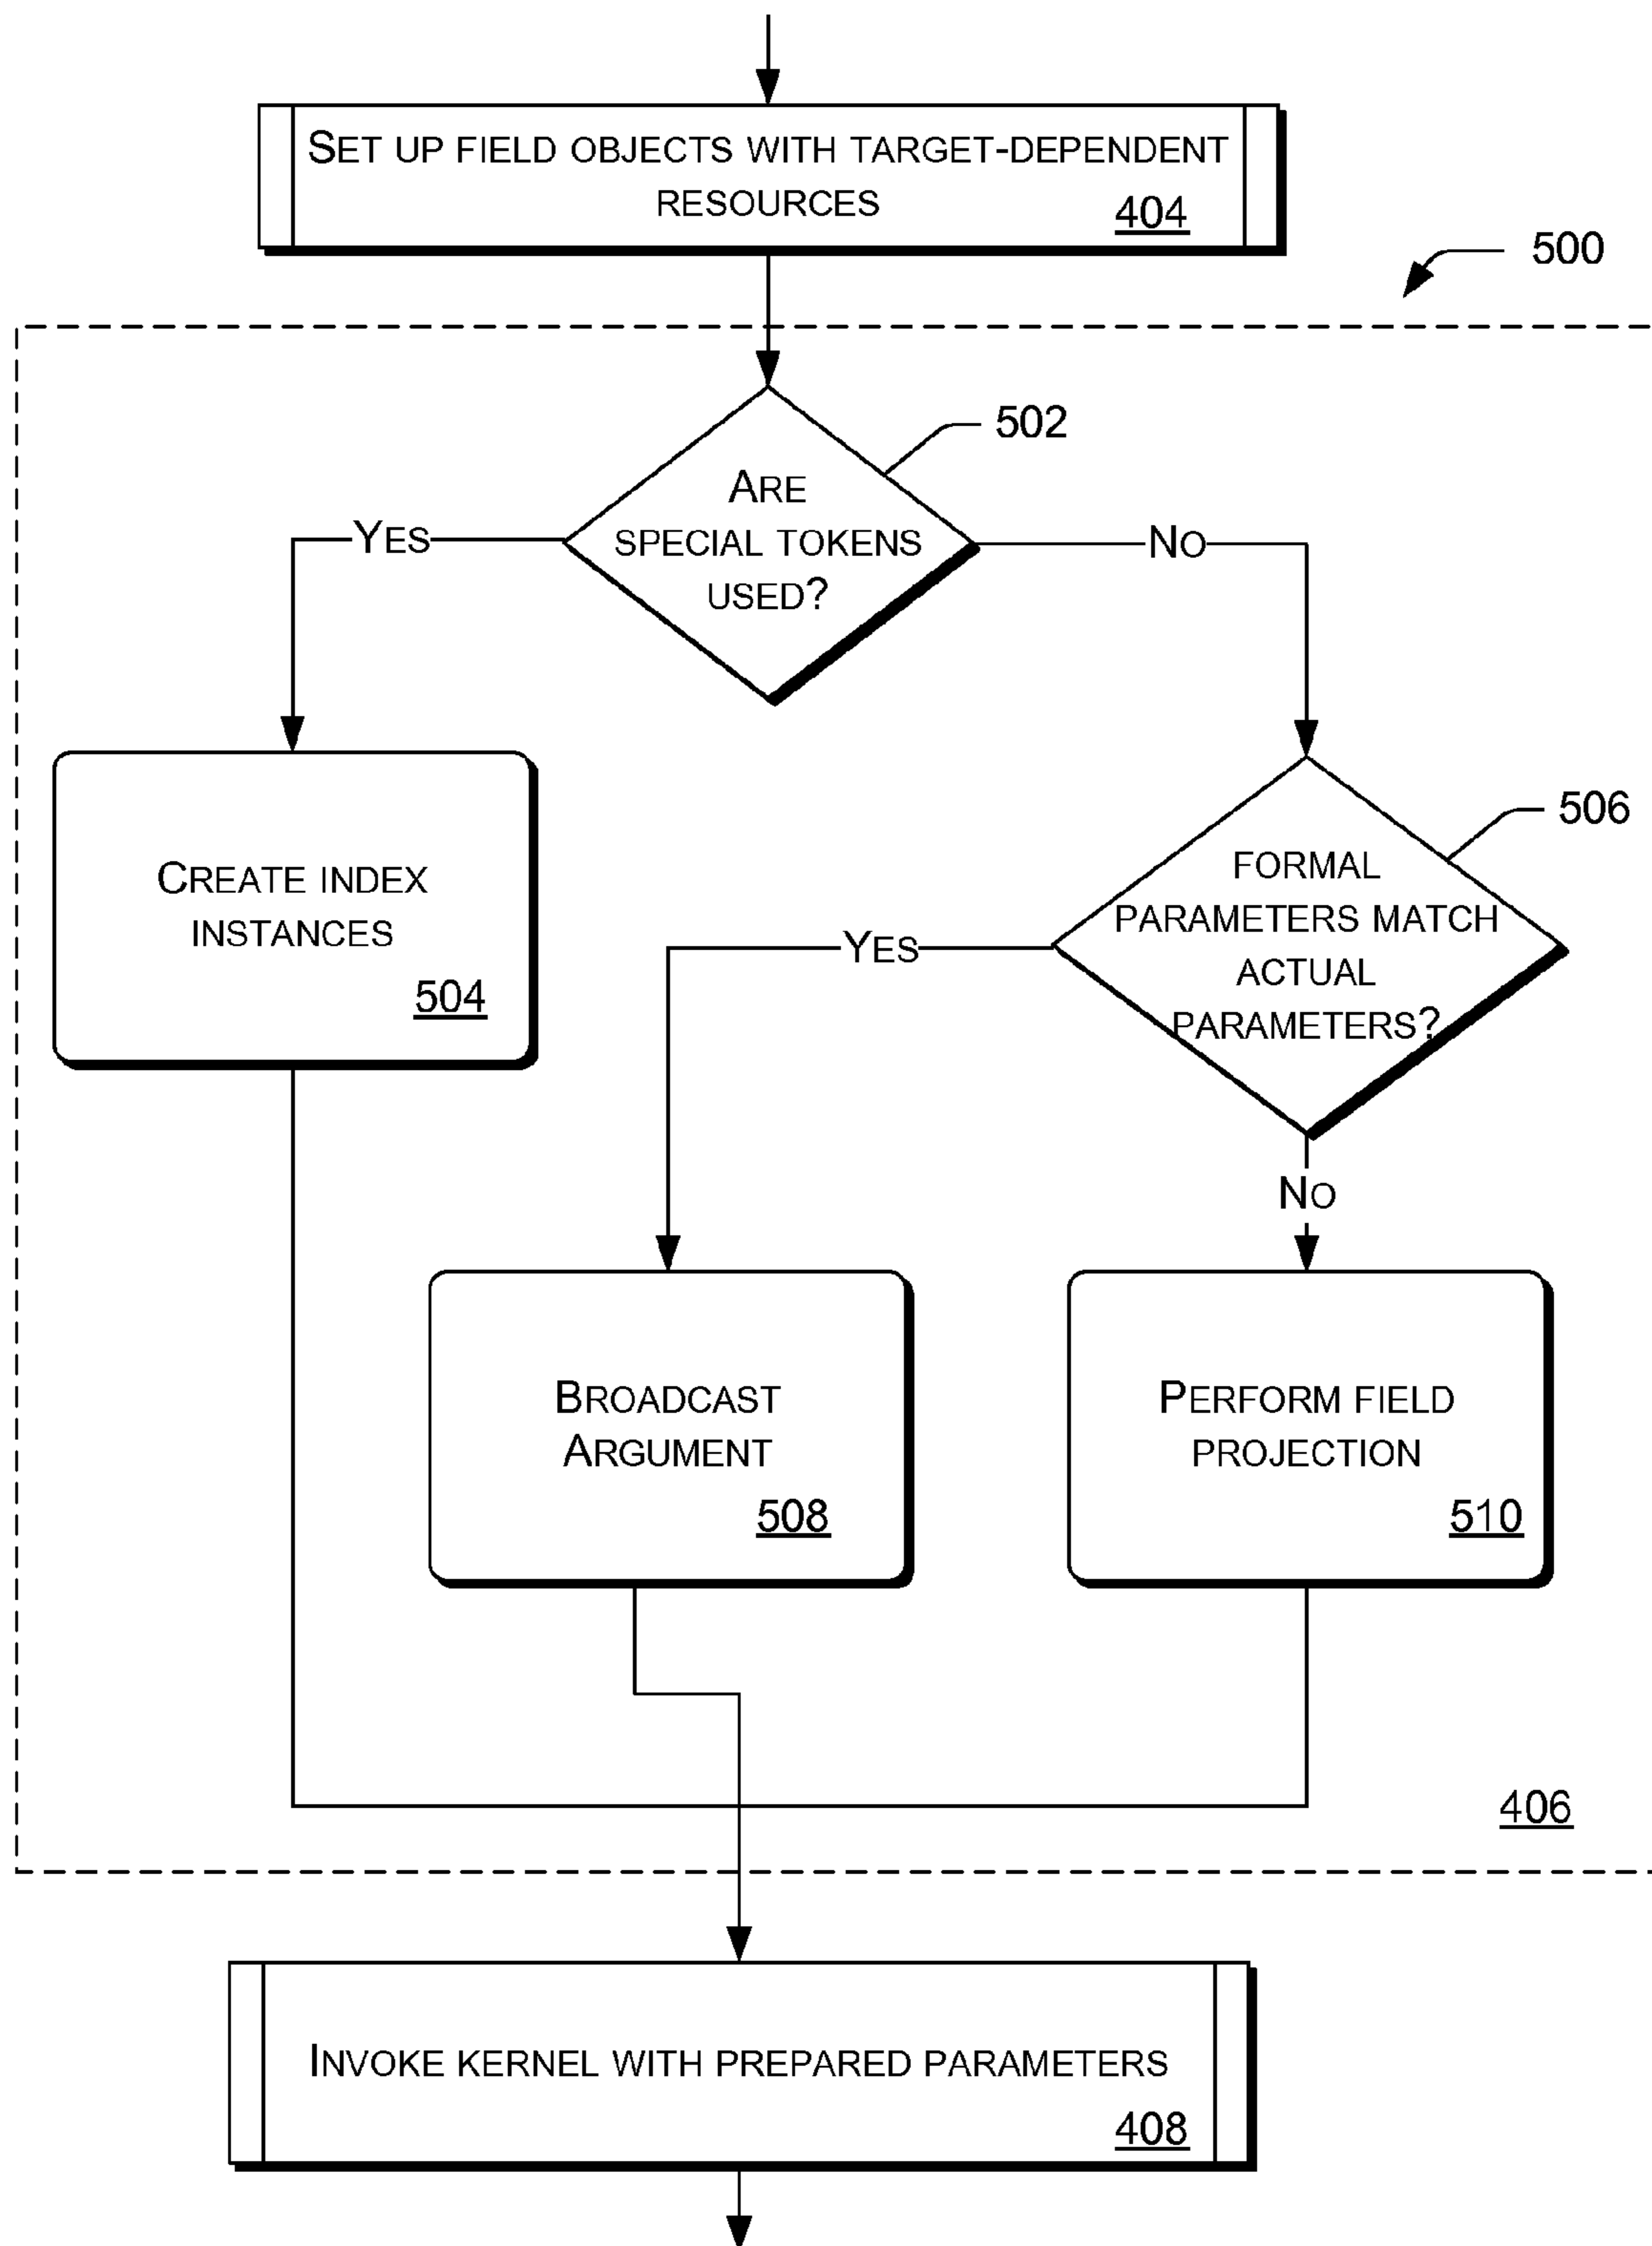 SET UP FIELD OBJECTS WITH TARGET-DEPENDENT
RESOURCES
404
500
502
ARE
SPECIAL TOKENS
USED?
YES
NO
506
FORMAL
PARAMETERS MATCH
ACTUAL
PARAMETERS?
CREATE INDEX
INSTANCES
504
YES
NO
BROADCAST
ARGUMENT
508
PERFORM FIELD
PROJECTION
510
406
INVOKE KERNEL WITH PREPARED PARAMETERS
408